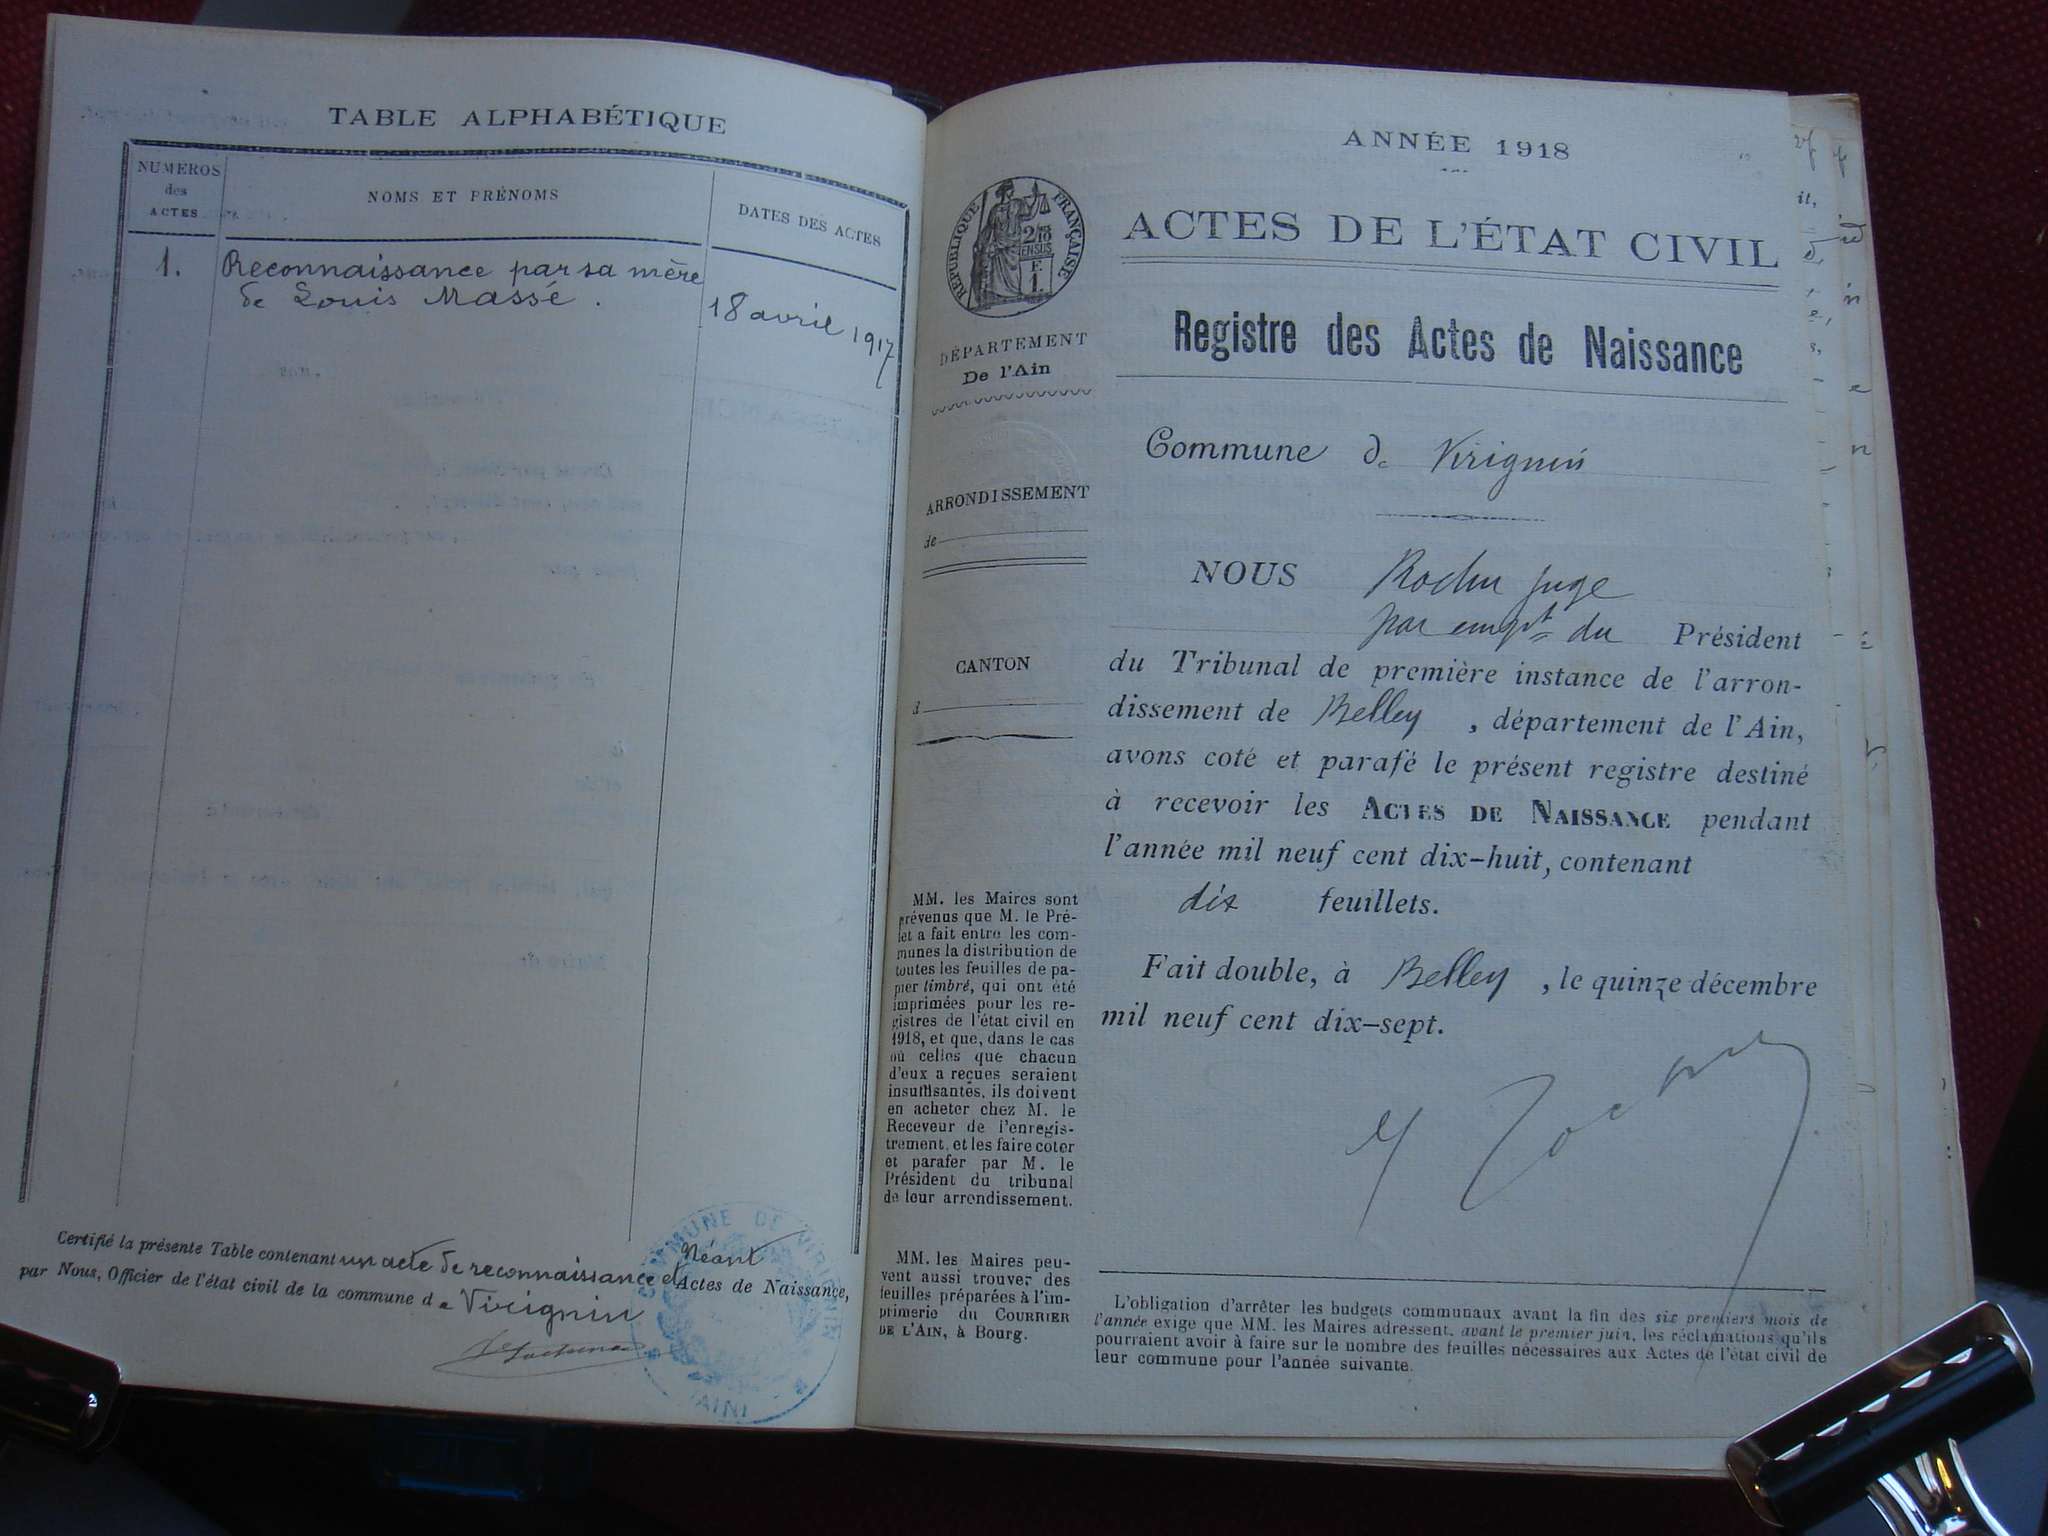 TABLE ALPHABÉTIQUE
NUMEROS
des
ACTES
NOMS ET PRÉNOMS
DATES DES ACTES
1.
Reconnaissance par sa mère
de Louis Massé.
18 avril 1917
Certifié la présente Table contenant un acte de reconnaissance et Néant Actes de Naissance,
par Nous, Officier de l'état civil de la commune de Virignin
COMMUNE DE VIRIGNIN
(AIN)
ANNÉE 1918
RÉPUBLIQUE FRANÇAISE
2/10
EN SUS
F.
1.
DÉPARTEMENT
De l'Ain
ARRONDISSEMENT
de
CANTON
d
MM. les Maires sont
prévenus que M. le Pré-
fet a fait entre les com-
munes la distribution de
toutes les feuilles de pa-
pier timbré, qui ont été
imprimées pour les re-
gistres de l'état civil en
1918, et que, dans le cas
où celles que chacun
d'eux a reçues seraient
insuffisantes, ils doivent
en acheter chez M. le
Receveur de l'enregis-
trement, et les faire coter
et parafer par M. le
Président du tribunal
de leur arrondissement.
MM. les Maires peu-
vent aussi trouver des
feuilles préparées à l'im-
primerie du COURRIER
DE L'AIN, à Bourg.
ACTES DE L'ÉTAT CIVIL
Registre des Actes de Naissance
Commune de Virignin
NOUS Rochu juge
par empt du Président
du Tribunal de première instance de l'arron-
dissement de Belley, département de l'Ain,
avons coté et parafé le présent registre destiné
à recevoir les ACTES DE NAISSANCE pendant
l'année mil neuf cent dix-huit, contenant
dix feuillets.
Fait double, à Belley, le quinze décembre
mil neuf cent dix-sept.
L'obligation d'arrêter les budgets communaux avant la fin des six premiers mois de
l'année exige que MM. les Maires adressent, avant le premier juin, les réclamations qu'ils
pourraient avoir à faire sur le nombre des feuilles nécessaires aux Actes de l'état civil de
leur commune pour l'année suivante.